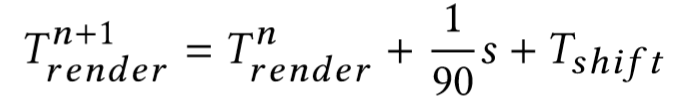 $T_{render}^{n+1} = T_{render}^{n} + \frac{1}{90}s + T_{shift}$